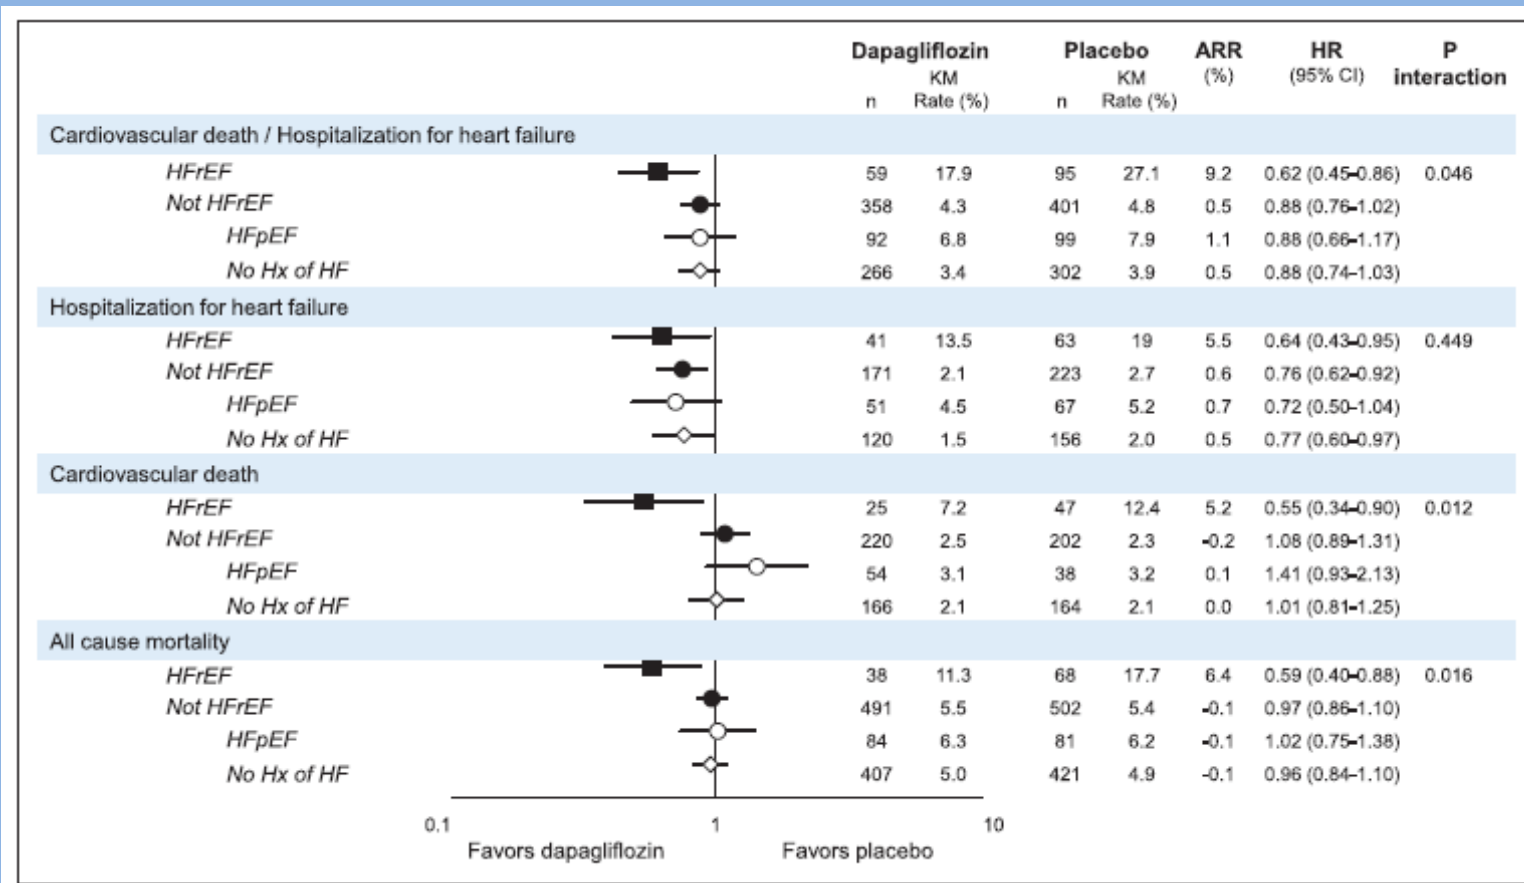 Dapagliflozin Placebo ARR HR P
KM KM (%) (95% CI) interaction
n Rate (%) n Rate (%)
Cardiovascular death / Hospitalization for heart failure
HFrEF 59 17.9 95 27.1 9.2 0.62 (0.45–0.86) 0.046
Not HFrEF 358 4.3 401 4.8 0.5 0.88 (0.76–1.02)
HFpEF 92 6.8 99 7.9 1.1 0.88 (0.66–1.17)
No Hx of HF 266 3.4 302 3.9 0.5 0.88 (0.74–1.03)
Hospitalization for heart failure
HFrEF 41 13.5 63 19 5.5 0.64 (0.43–0.95) 0.449
Not HFrEF 171 2.1 223 2.7 0.6 0.76 (0.62–0.92)
HFpEF 51 4.5 67 5.2 0.7 0.72 (0.50–1.04)
No Hx of HF 120 1.5 156 2.0 0.5 0.77 (0.60–0.97)
Cardiovascular death
HFrEF 25 7.2 47 12.4 5.2 0.55 (0.34–0.90) 0.012
Not HFrEF 220 2.5 202 2.3 -0.2 1.08 (0.89–1.31)
HFpEF 54 3.1 38 3.2 0.1 1.41 (0.93–2.13)
No Hx of HF 166 2.1 164 2.1 0.0 1.01 (0.81–1.25)
All cause mortality
HFrEF 38 11.3 68 17.7 6.4 0.59 (0.40–0.88) 0.016
Not HFrEF 491 5.5 502 5.4 -0.1 0.97 (0.86–1.10)
HFpEF 84 6.3 81 6.2 -0.1 1.02 (0.75–1.38)
No Hx of HF 407 5.0 421 4.9 -0.1 0.96 (0.84–1.10)
0.1 1 10
Favors dapagliflozin Favors placebo